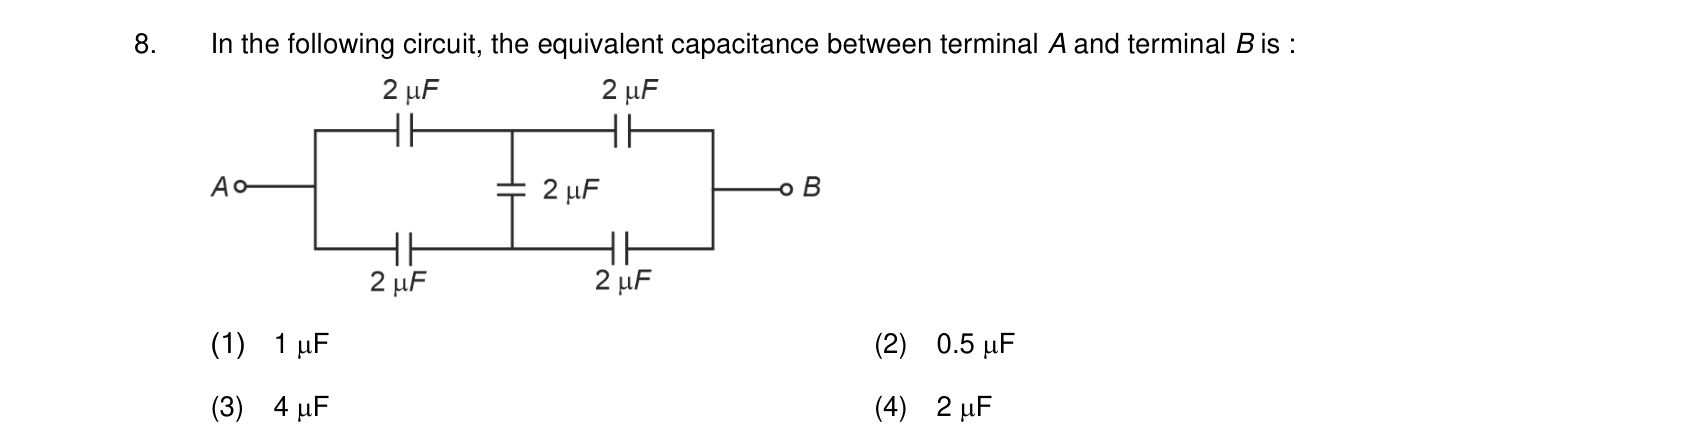 8. In the following circuit, the equivalent capacitance between terminal A and terminal B is :
2 μF 2 μF
A 2 μF B
2 μF 2 μF
(1) 1 μF (2) 0.5 μF
(3) 4 μF (4) 2 μF